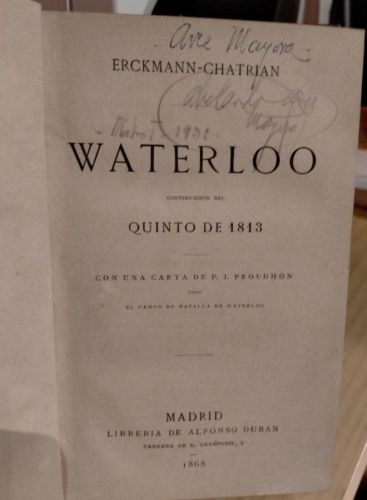 Ave Mayora
ERCKMANN-CHATRIAN
1932
WATERLOO
CONTINUACIÓN DEL
QUINTO DE 1813
CON UNA CARTA DE P. J. PROUDHON
SOBRE
EL CAMPO DE BATALLA DE WATERLOO
MADRID
LIBRERIA DE ALFONSO DURAN
CARRERA DE S. GERÓNIMO, 2
1868